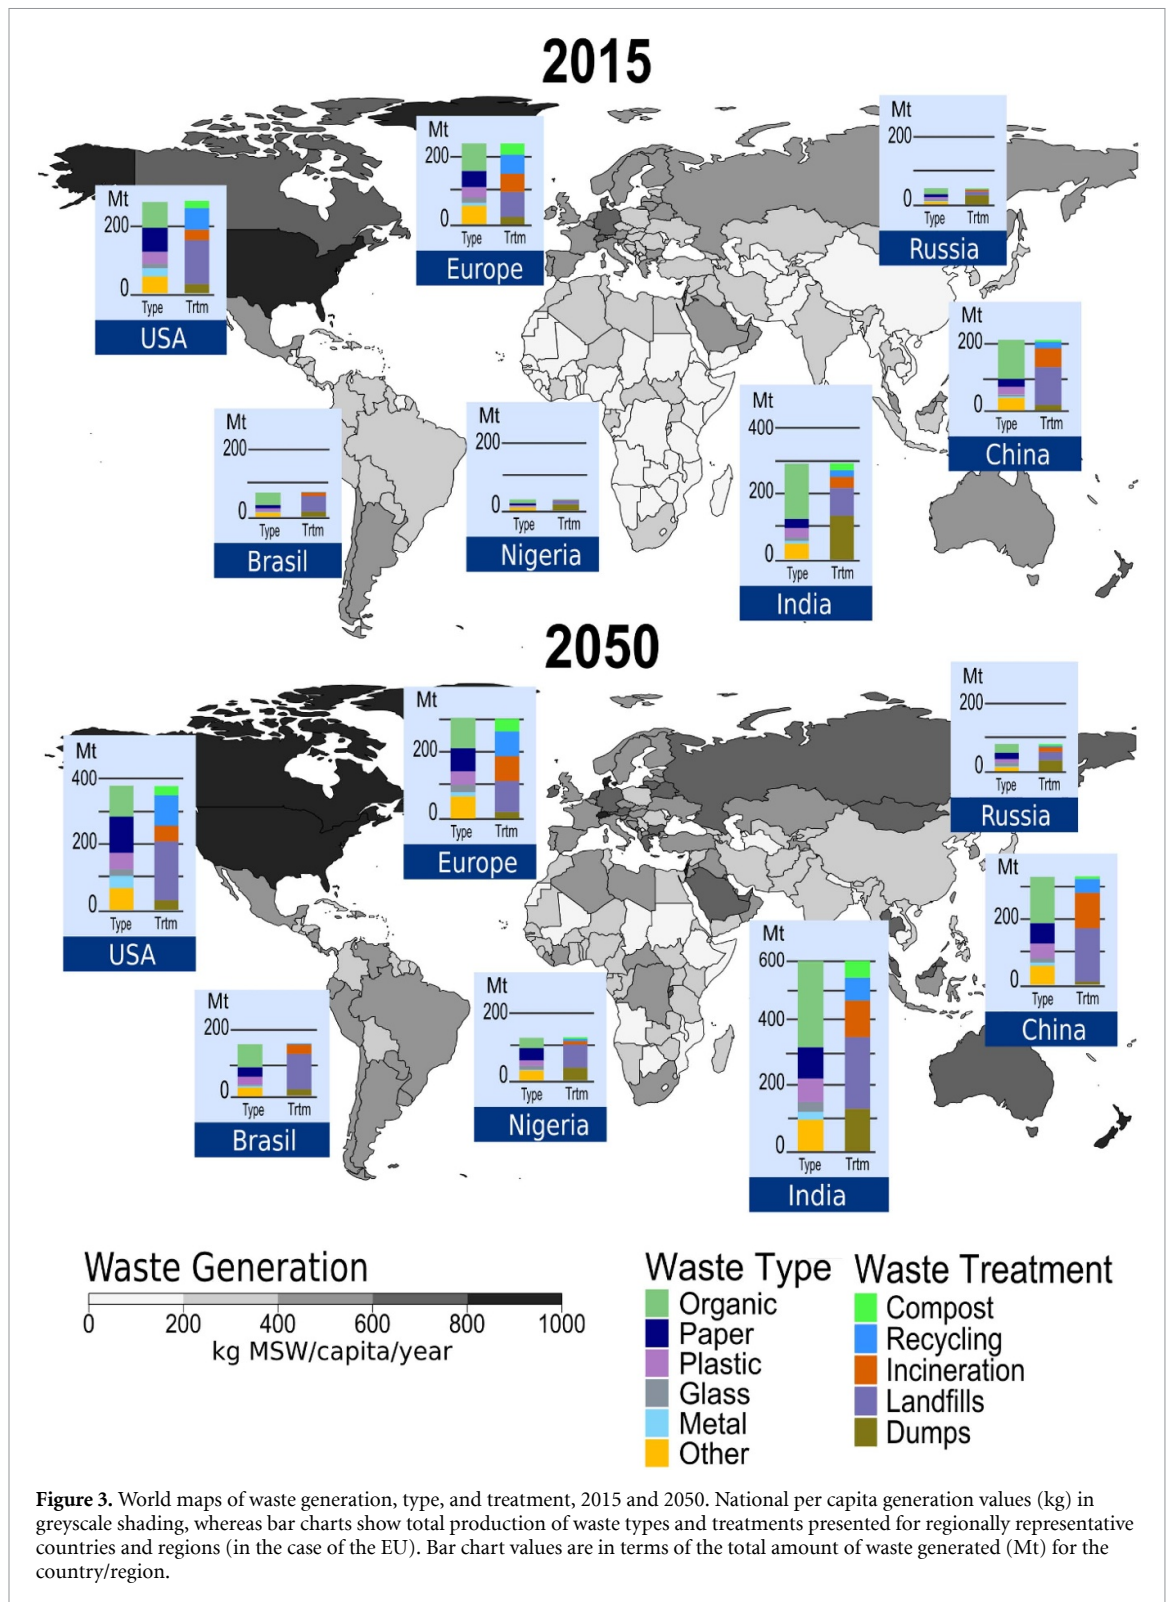 2015
Mt
200
0
Type Trtm
Europe
Mt
200
0
Type Trtm
Russia
Mt
200
0
Type Trtm
USA
Mt
200
0
Type Trtm
China
Mt
400
200
0
Type Trtm
India
Mt
200
0
Type Trtm
Nigeria
Mt
200
0
Type Trtm
Brasil
2050
Mt
200
0
Type Trtm
Russia
Mt
200
0
Type Trtm
Europe
Mt
400
200
0
Type Trtm
USA
Mt
200
0
Type Trtm
China
Mt
600
400
200
0
Type Trtm
India
Mt
200
0
Type Trtm
Nigeria
Mt
200
0
Type Trtm
Brasil
Waste Generation
0 200 400 600 800 1000
kg MSW/capita/year
Waste Type
Organic
Paper
Plastic
Glass
Metal
Other
Waste Treatment
Compost
Recycling
Incineration
Landfills
Dumps
Figure 3. World maps of waste generation, type, and treatment, 2015 and 2050. National per capita generation values (kg) in
greyscale shading, whereas bar charts show total production of waste types and treatments presented for regionally representative
countries and regions (in the case of the EU). Bar chart values are in terms of the total amount of waste generated (Mt) for the
country/region.